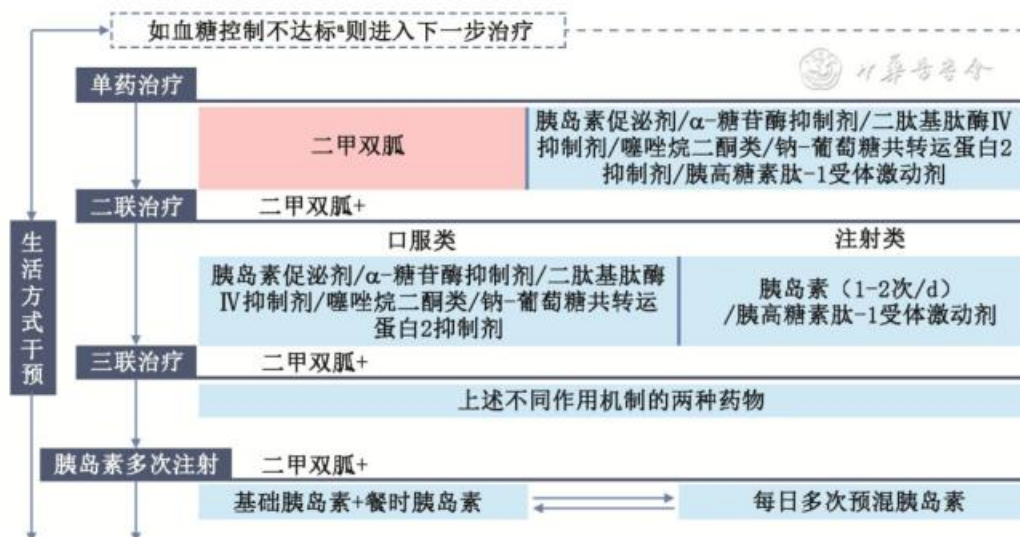 如血糖控制不达标a则进入下一步治疗
中华医学会
单药治疗
二甲双胍
胰岛素促泌剂/α-糖苷酶抑制剂/二肽基肽酶Ⅳ
抑制剂/噻唑烷二酮类/钠-葡萄糖共转运蛋白2
抑制剂/胰高糖素肽-1受体激动剂
二联治疗
二甲双胍+
口服类
注射类
胰岛素促泌剂/α-糖苷酶抑制剂/二肽基肽酶
Ⅳ抑制剂/噻唑烷二酮类/钠-葡萄糖共转运
蛋白2抑制剂
胰岛素（1-2次/d）
/胰高糖素肽-1受体激动剂
生活方式干预
三联治疗
二甲双胍+
上述不同作用机制的两种药物
胰岛素多次注射
二甲双胍+
基础胰岛素+餐时胰岛素
每日多次预混胰岛素